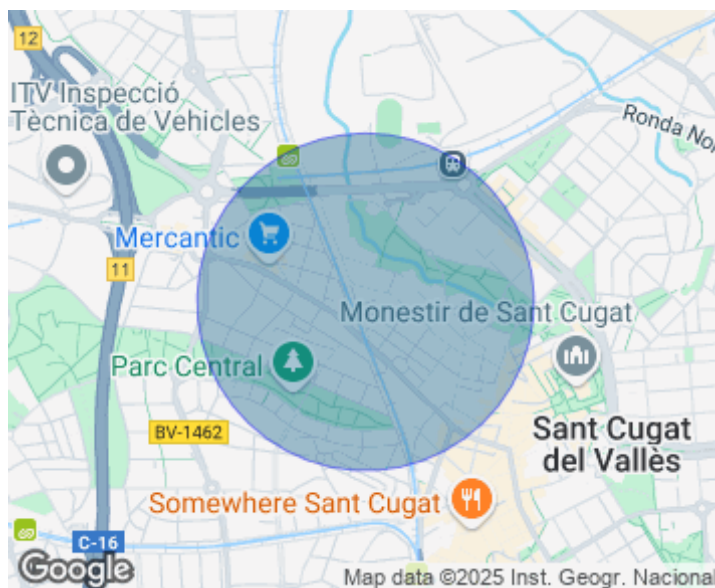 12
ITV Inspecció
Tècnica de Vehicles
Ronda Nor
Mercantic
11
Monestir de Sant Cugat
Parc Central
BV-1462
Sant Cugat
del Vallès
Somewhere Sant Cugat
C-16
Google
Map data ©2025 Inst. Geogr. Nacional